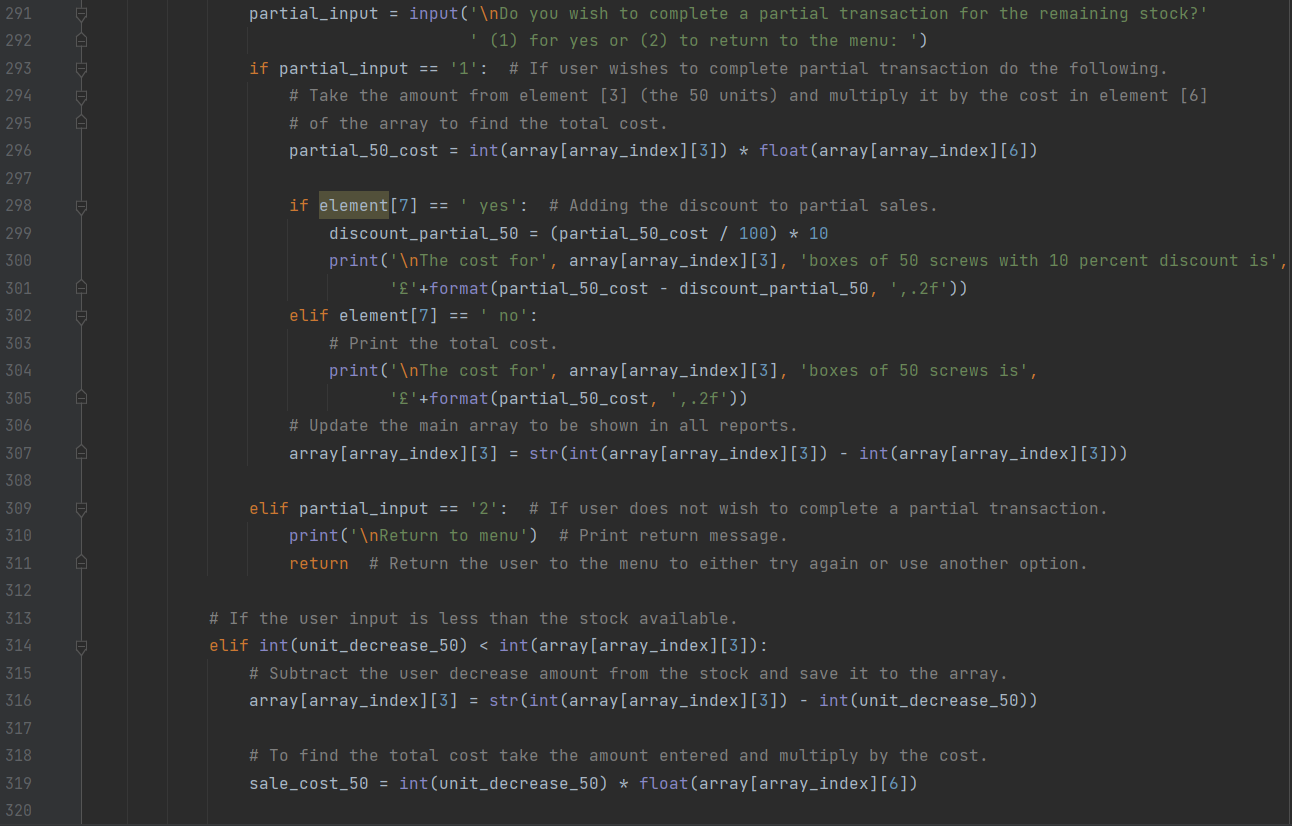 291 partial_input = input('\nDo you wish to complete a partial transaction for the remaining stock?'
292 ' (1) for yes or (2) to return to the menu: ')
293 if partial_input == '1':  # If user wishes to complete partial transaction do the following.
294 # Take the amount from element [3] (the 50 units) and multiply it by the cost in element [6]
295 # of the array to find the total cost.
296 partial_50_cost = int(array[array_index][3]) * float(array[array_index][6])
297
298 if element[7] == ' yes':  # Adding the discount to partial sales.
299 discount_partial_50 = (partial_50_cost / 100) * 10
300 print('\nThe cost for', array[array_index][3], 'boxes of 50 screws with 10 percent discount is',
301 '£'+format(partial_50_cost - discount_partial_50, ',.2f'))
302 elif element[7] == ' no':
303 # Print the total cost.
304 print('\nThe cost for', array[array_index][3], 'boxes of 50 screws is',
305 '£'+format(partial_50_cost, ',.2f'))
306 # Update the main array to be shown in all reports.
307 array[array_index][3] = str(int(array[array_index][3]) - int(array[array_index][3]))
308
309 elif partial_input == '2':  # If user does not wish to complete a partial transaction.
310 print('\nReturn to menu')  # Print return message.
311 return  # Return the user to the menu to either try again or use another option.
312
313 # If the user input is less than the stock available.
314 elif int(unit_decrease_50) < int(array[array_index][3]):
315 # Subtract the user decrease amount from the stock and save it to the array.
316 array[array_index][3] = str(int(array[array_index][3]) - int(unit_decrease_50))
317
318 # To find the total cost take the amount entered and multiply by the cost.
319 sale_cost_50 = int(unit_decrease_50) * float(array[array_index][6])
320